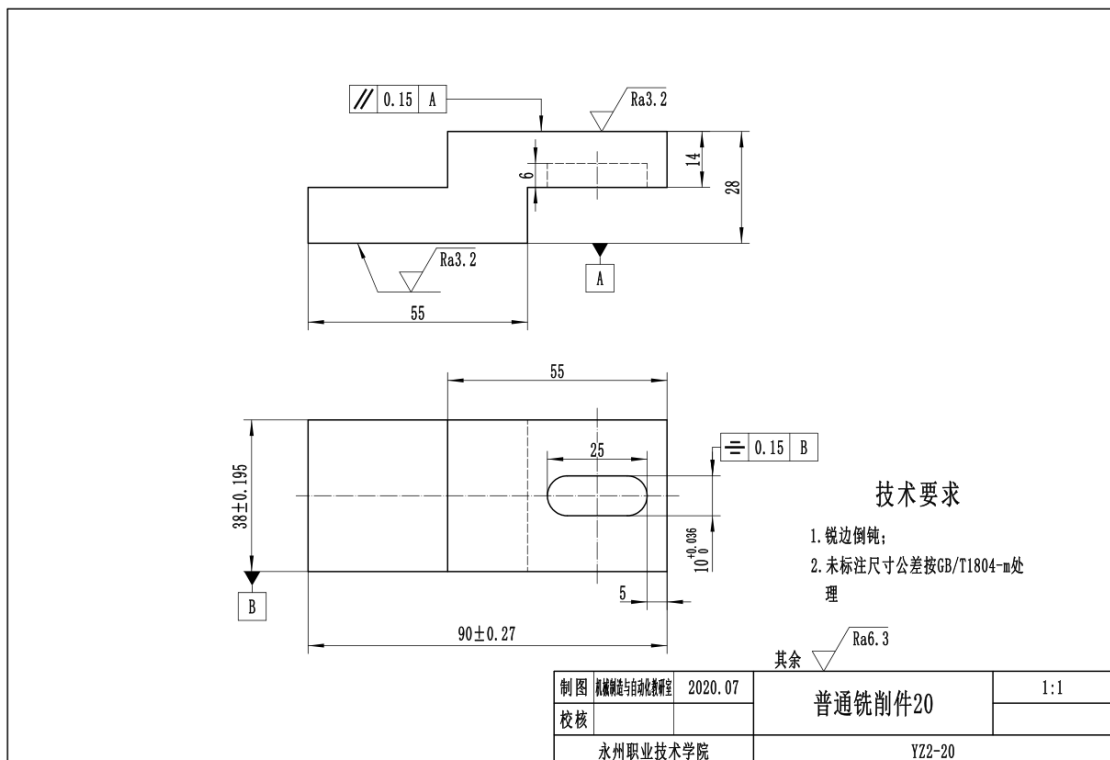 // 0.15 A
Ra3.2
14
6
28
Ra3.2
A
55
55
25
⌯ 0.15 B
38±0.195
10 +0.036 0
5
B
90±0.27
技术要求
1.锐边倒钝;
2.未标注尺寸公差按GB/T1804-m处
理
其余 Ra6.3
制图 机械制造与自动化教研室 2020.07 普通铣削件20 1:1
校核
永州职业技术学院 YZ2-20